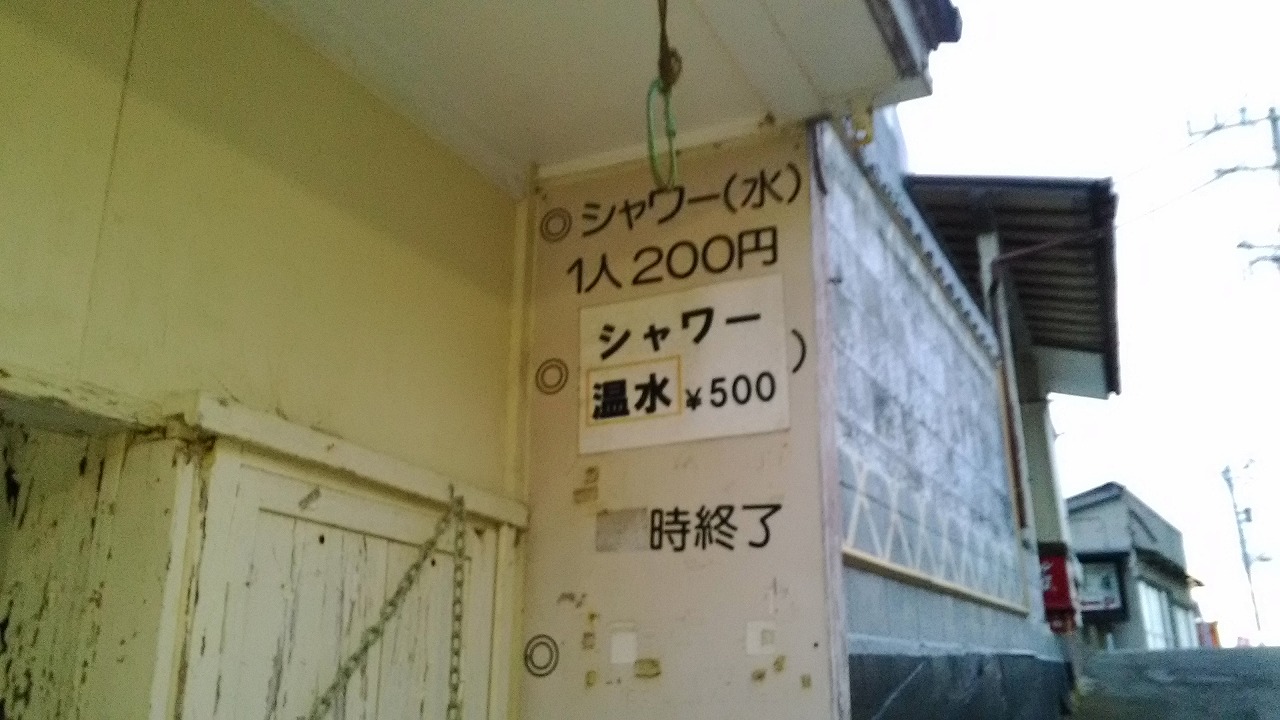 ◎シャワー(水)
1人200円
シャワー
◎ )
温水 ¥500
時終了
◎